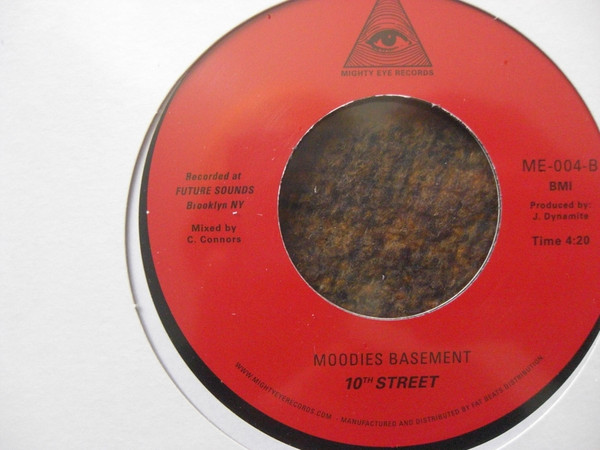 MIGHTY EYE RECORDS
Recorded at
FUTURE SOUNDS
Brooklyn NY
Mixed by
C. Connors
ME-004-B
BMI
Produced by:
J. Dynamite
Time 4:20
MOODIES BASEMENT
10TH STREET
WWW.MIGHTYEYERECORDS.COM - MANUFACTURED AND DISTRIBUTED BY FAT BEATS DISTRIBUTION